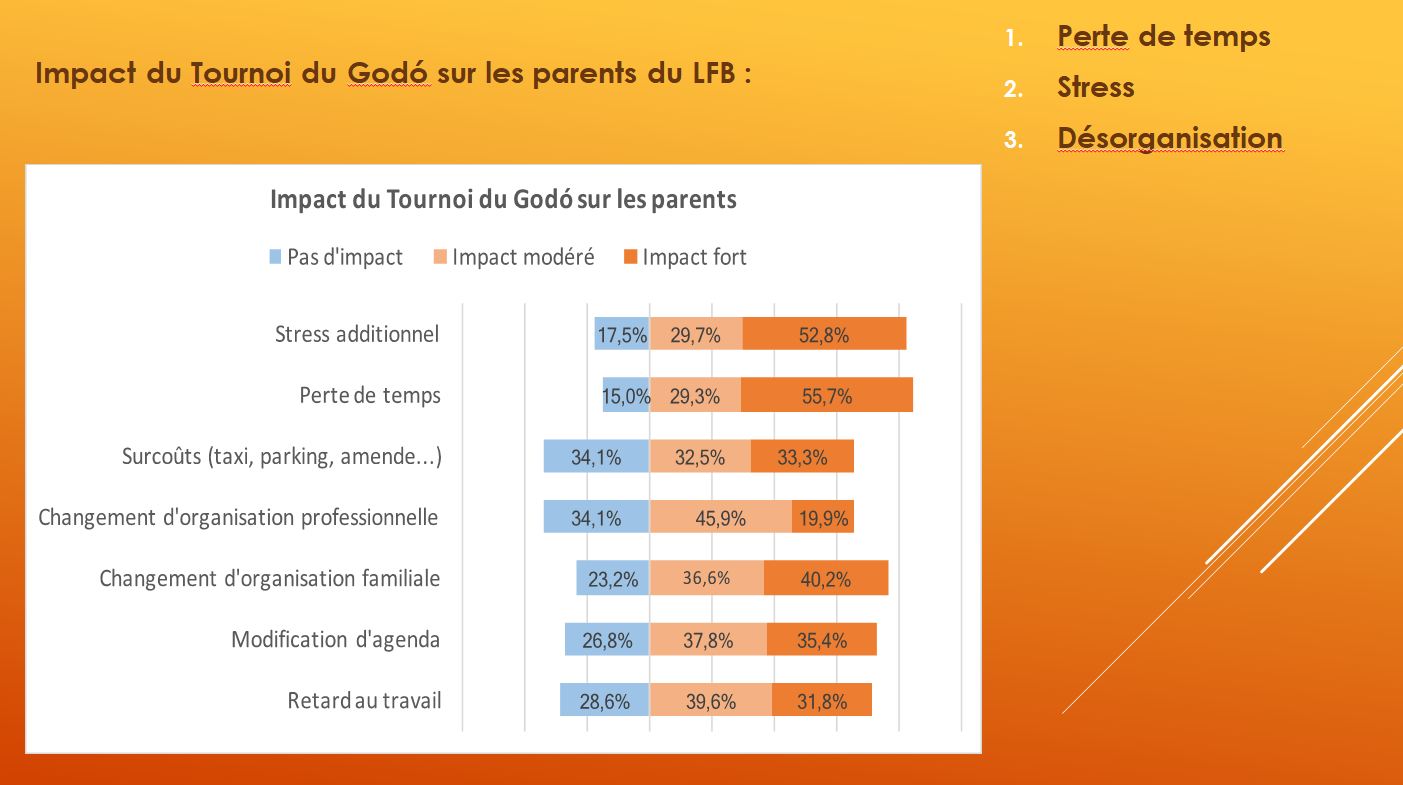 Impact du Tournoi du Godó sur les parents du LFB :
1. Perte de temps
2. Stress
3. Désorganisation
Impact du Tournoi du Godó sur les parents
Pas d'impact Impact modéré Impact fort
Stress additionnel 17,5% 29,7% 52,8%
Perte de temps 15,0% 29,3% 55,7%
Surcoûts (taxi, parking, amende...) 34,1% 32,5% 33,3%
Changement d'organisation professionnelle 34,1% 45,9% 19,9%
Changement d'organisation familiale 23,2% 36,6% 40,2%
Modification d'agenda 26,8% 37,8% 35,4%
Retard au travail 28,6% 39,6% 31,8%